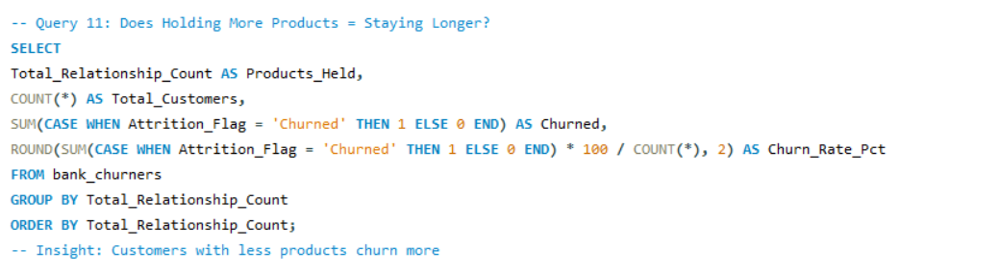 -- Query 11: Does Holding More Products = Staying Longer?
SELECT
Total_Relationship_Count AS Products_Held,
COUNT(*) AS Total_Customers,
SUM(CASE WHEN Attrition_Flag = 'Churned' THEN 1 ELSE 0 END) AS Churned,
ROUND(SUM(CASE WHEN Attrition_Flag = 'Churned' THEN 1 ELSE 0 END) * 100 / COUNT(*), 2) AS Churn_Rate_Pct
FROM bank_churners
GROUP BY Total_Relationship_Count
ORDER BY Total_Relationship_Count;
-- Insight: Customers with less products churn more